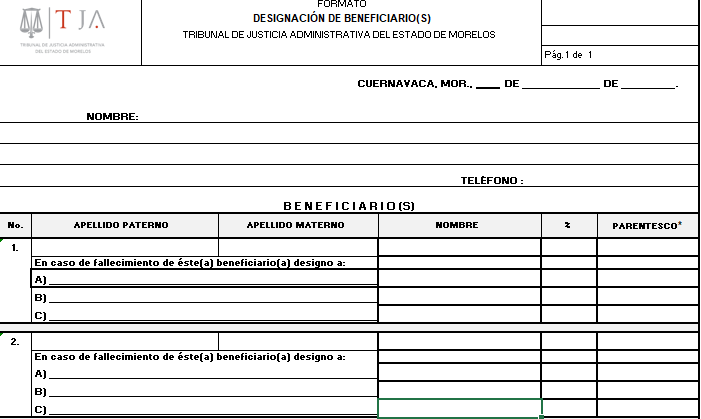 FORMATO
DESIGNACIÓN DE BENEFICIARIO(S)
TJA
TRIBUNAL DE JUSTICIA ADMINISTRATIVA
DEL ESTADO DE MORELOS
TRIBUNAL DE JUSTICIA ADMINISTRATIVA DEL ESTADO DE MORELOS
Pág. 1 de 1
CUERNAVACA, MOR., ____ DE ______________ DE __________.
NOMBRE:
TELÉFONO :
BENEFICIARIO(S)
No. APELLIDO PATERNO APELLIDO MATERNO NOMBRE % PARENTESCO*
1.
En caso de fallecimiento de éste(a) beneficiario(a) designo a:
A)
B)
C)
2.
En caso de fallecimiento de éste(a) beneficiario(a) designo a:
A)
B)
C)